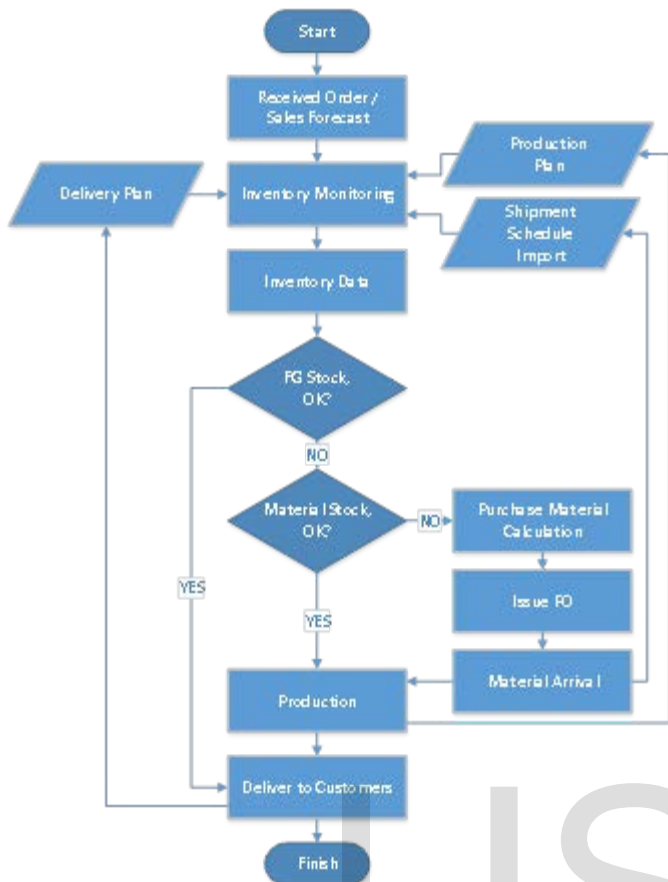 Start
Received Order /
Sales Forecast
Production
Plan
Delivery Plan
Inventory Monitoring
Shipment
Schedule
Import
Inventory Data
FG Stock,
OK?
NO
Material Stock,
OK?
NO
Purchase Material
Calculation
YES
Issue PO
YES
Material Arrival
Production
Deliver to Customers
Finish
IJS